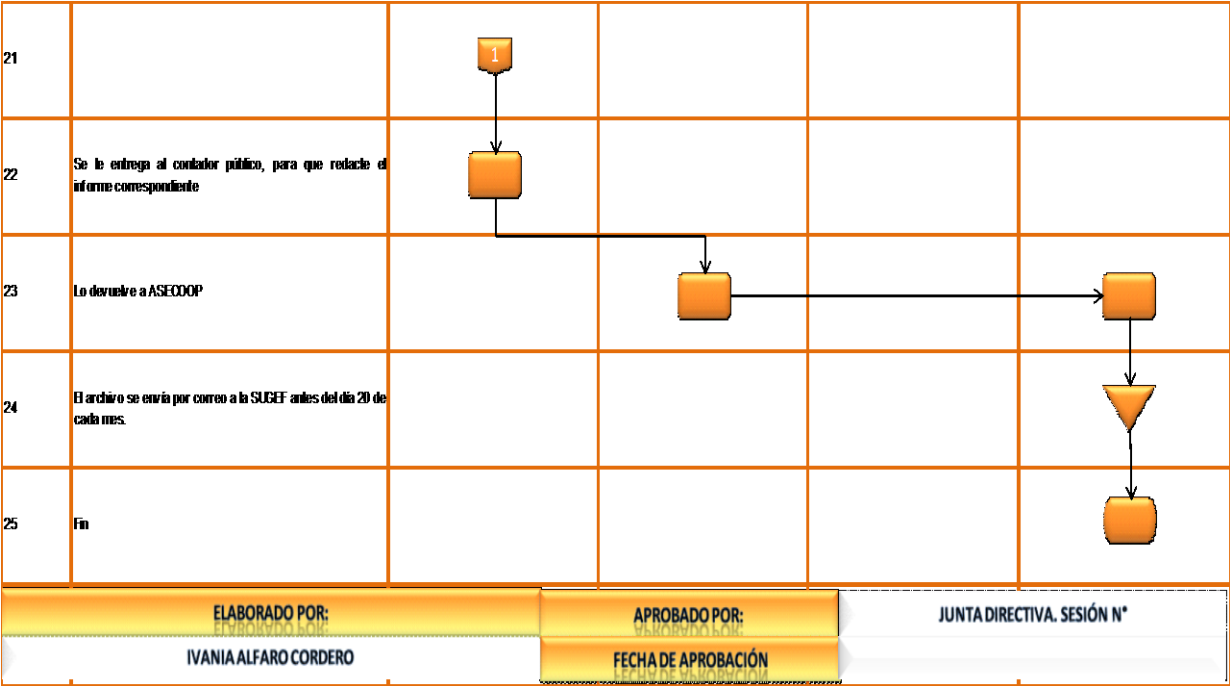 21
1
22
Se le entrega al contador público, para que redacte el
informe correspondiente
23
Lo devuelve a ASECOOP
24
El archivo se envía por correo a la SUGEF antes del día 20 de
cada mes.
25
Fin
ELABORADO POR:
APROBADO POR:
JUNTA DIRECTIVA. SESIÓN N°
IVANIA ALFARO CORDERO
FECHA DE APROBACIÓN